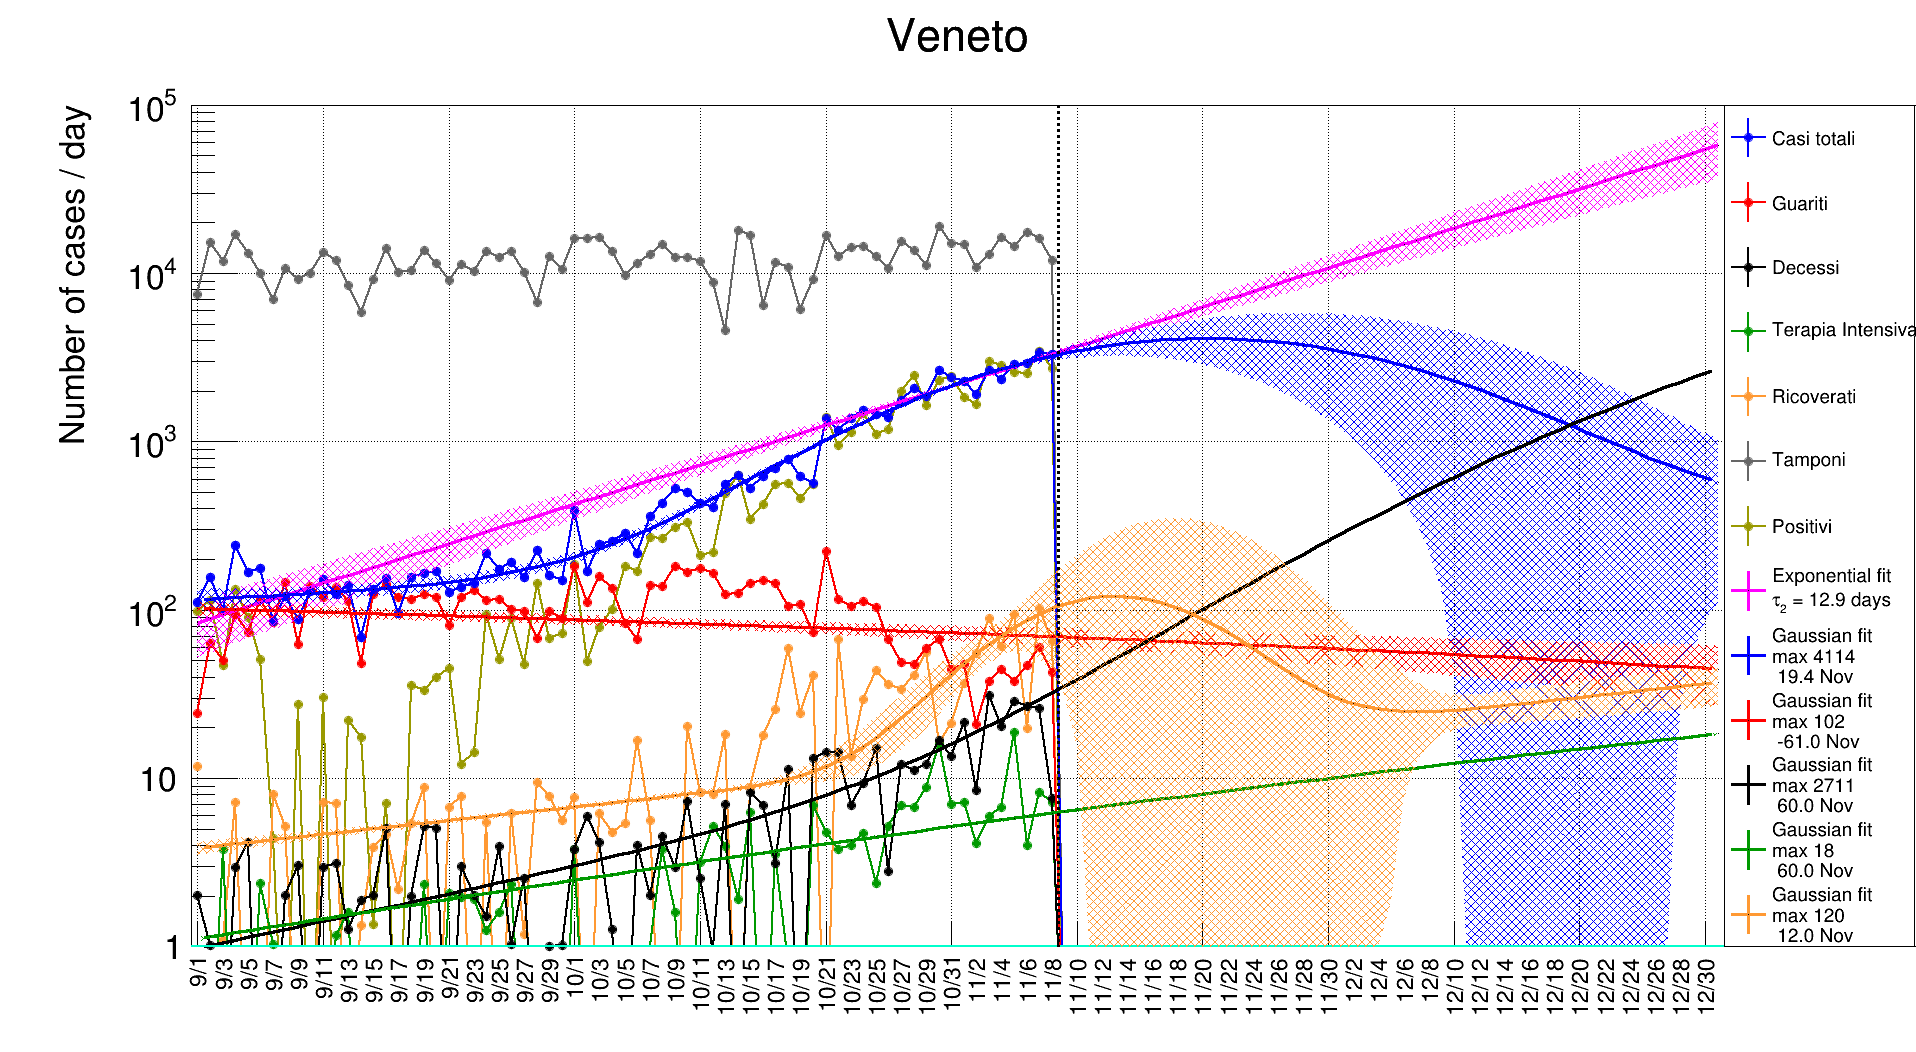 Veneto
Number of cases / day
10^5
10^4
10^3
10^2
10
1
9/1
9/3
9/5
9/7
9/9
9/11
9/13
9/15
9/17
9/19
9/21
9/23
9/25
9/27
9/29
10/1
10/3
10/5
10/7
10/9
10/11
10/13
10/15
10/17
10/19
10/21
10/23
10/25
10/27
10/29
10/31
11/2
11/4
11/6
11/8
11/10
11/12
11/14
11/16
11/18
11/20
11/22
11/24
11/26
11/28
11/30
12/2
12/4
12/6
12/8
12/10
12/12
12/14
12/16
12/18
12/20
12/22
12/24
12/26
12/28
12/30
Casi totali
Guariti
Decessi
Terapia Intensiva
Ricoverati
Tamponi
Positivi
Exponential fit
τ₂ = 12.9 days
Gaussian fit
max 4114
19.4 Nov
Gaussian fit
max 102
-61.0 Nov
Gaussian fit
max 2711
60.0 Nov
Gaussian fit
max 18
60.0 Nov
Gaussian fit
max 120
12.0 Nov